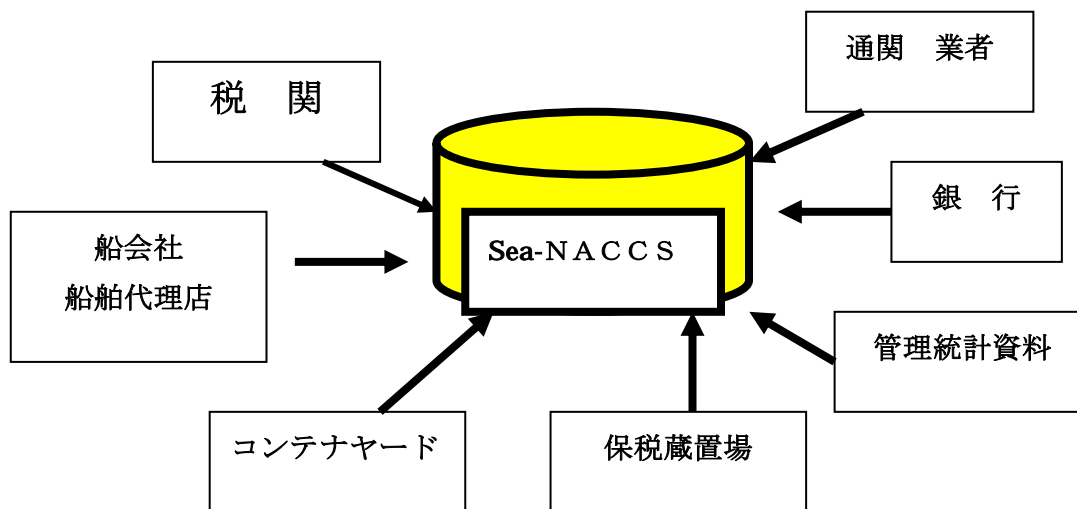 通関　業者
税　関
銀　行
船会社
船舶代理店
Sea-ＮＡＣＣＳ
管理統計資料
コンテナヤード
保税蔵置場